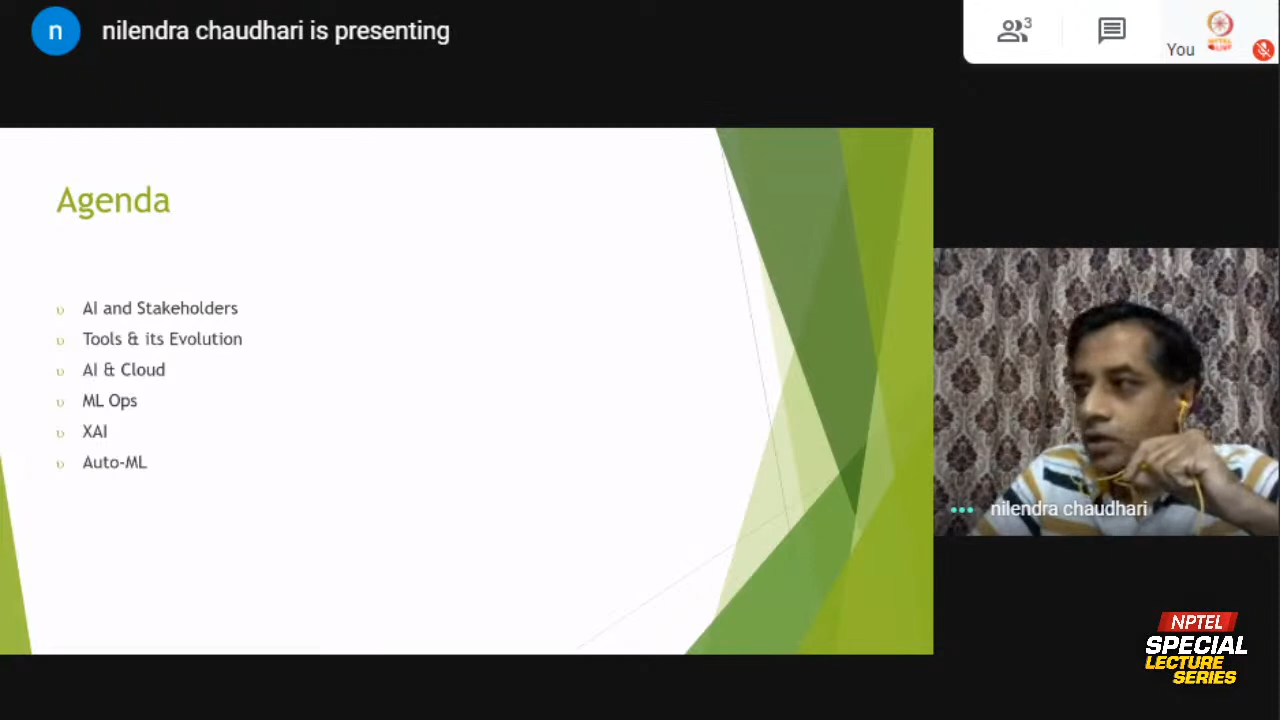 n
nilendra chaudhari is presenting
3
You
Agenda
AI and Stakeholders
Tools & its Evolution
AI & Cloud
ML Ops
XAI
Auto-ML
nilendra chaudhari
NPTEL
SPECIAL
LECTURE
SERIES